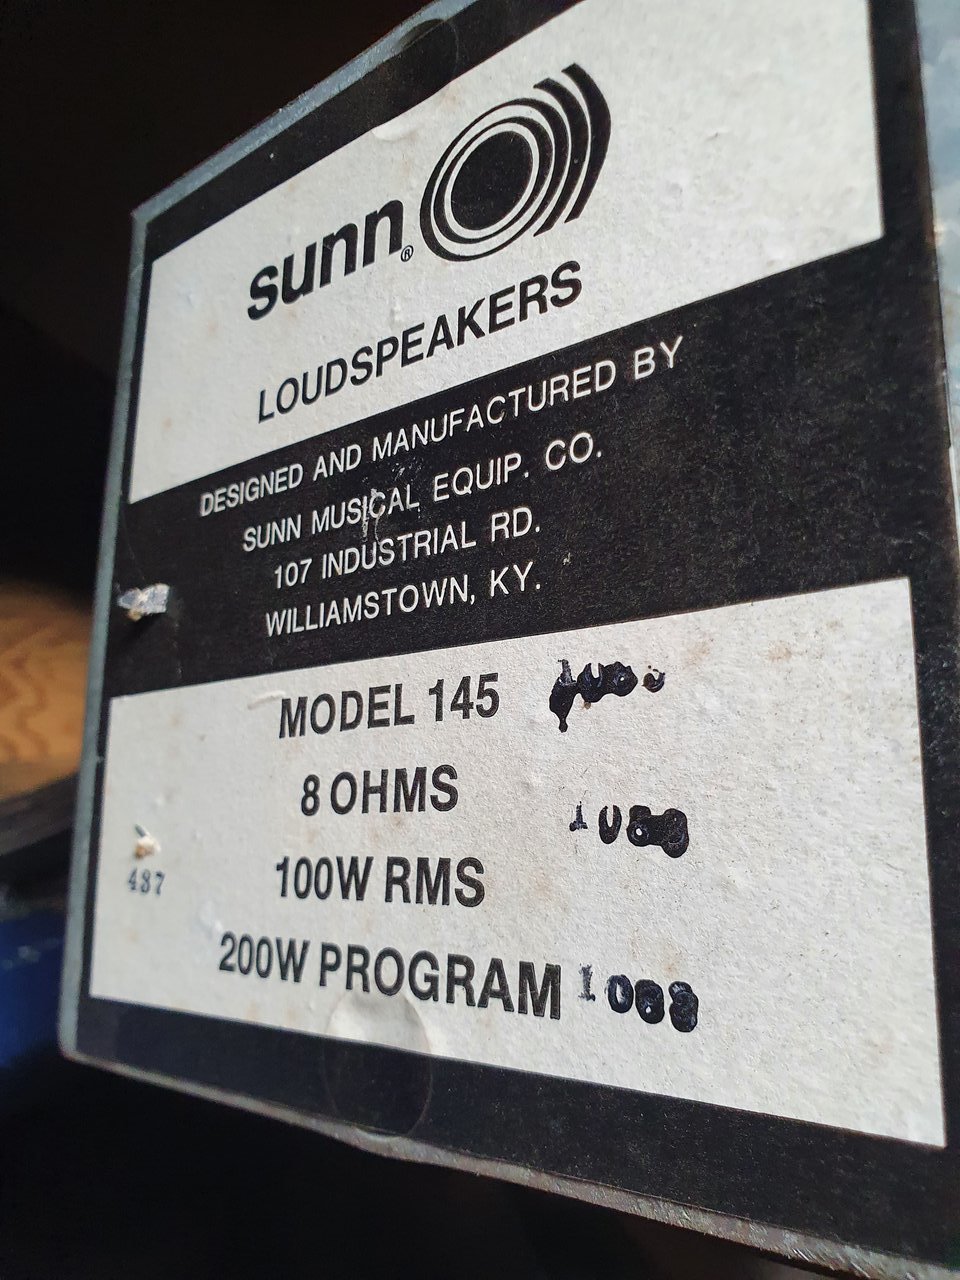 sunn®
LOUDSPEAKERS
DESIGNED AND MANUFACTURED BY
SUNN MUSICAL EQUIP. CO.
107 INDUSTRIAL RD.
WILLIAMSTOWN, KY.
MODEL 145
8 OHMS
100W RMS
487
200W PROGRAM